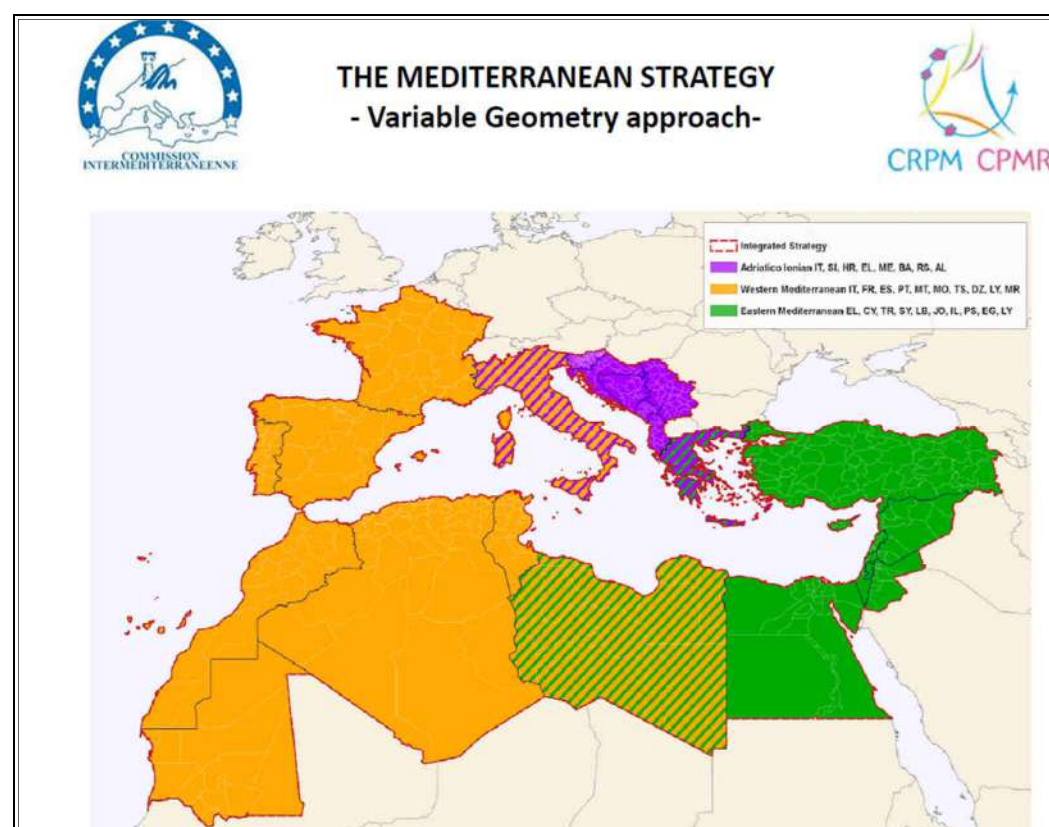 THE MEDITERRANEAN STRATEGY
- Variable Geometry approach-
COMMISSION
INTERMÉDITERRANÉENNE
CRPM CPMR
Integrated Strategy
Adriatico Ionian IT, SI, HR, EL, ME, BA, RS, AL
Western Mediterranean IT, FR, ES, PT, MT, MO, TS, DZ, LY, MR
Eastern Mediterranean EL, CY, TR, SY, LB, JO, IL, PS, EG, LY